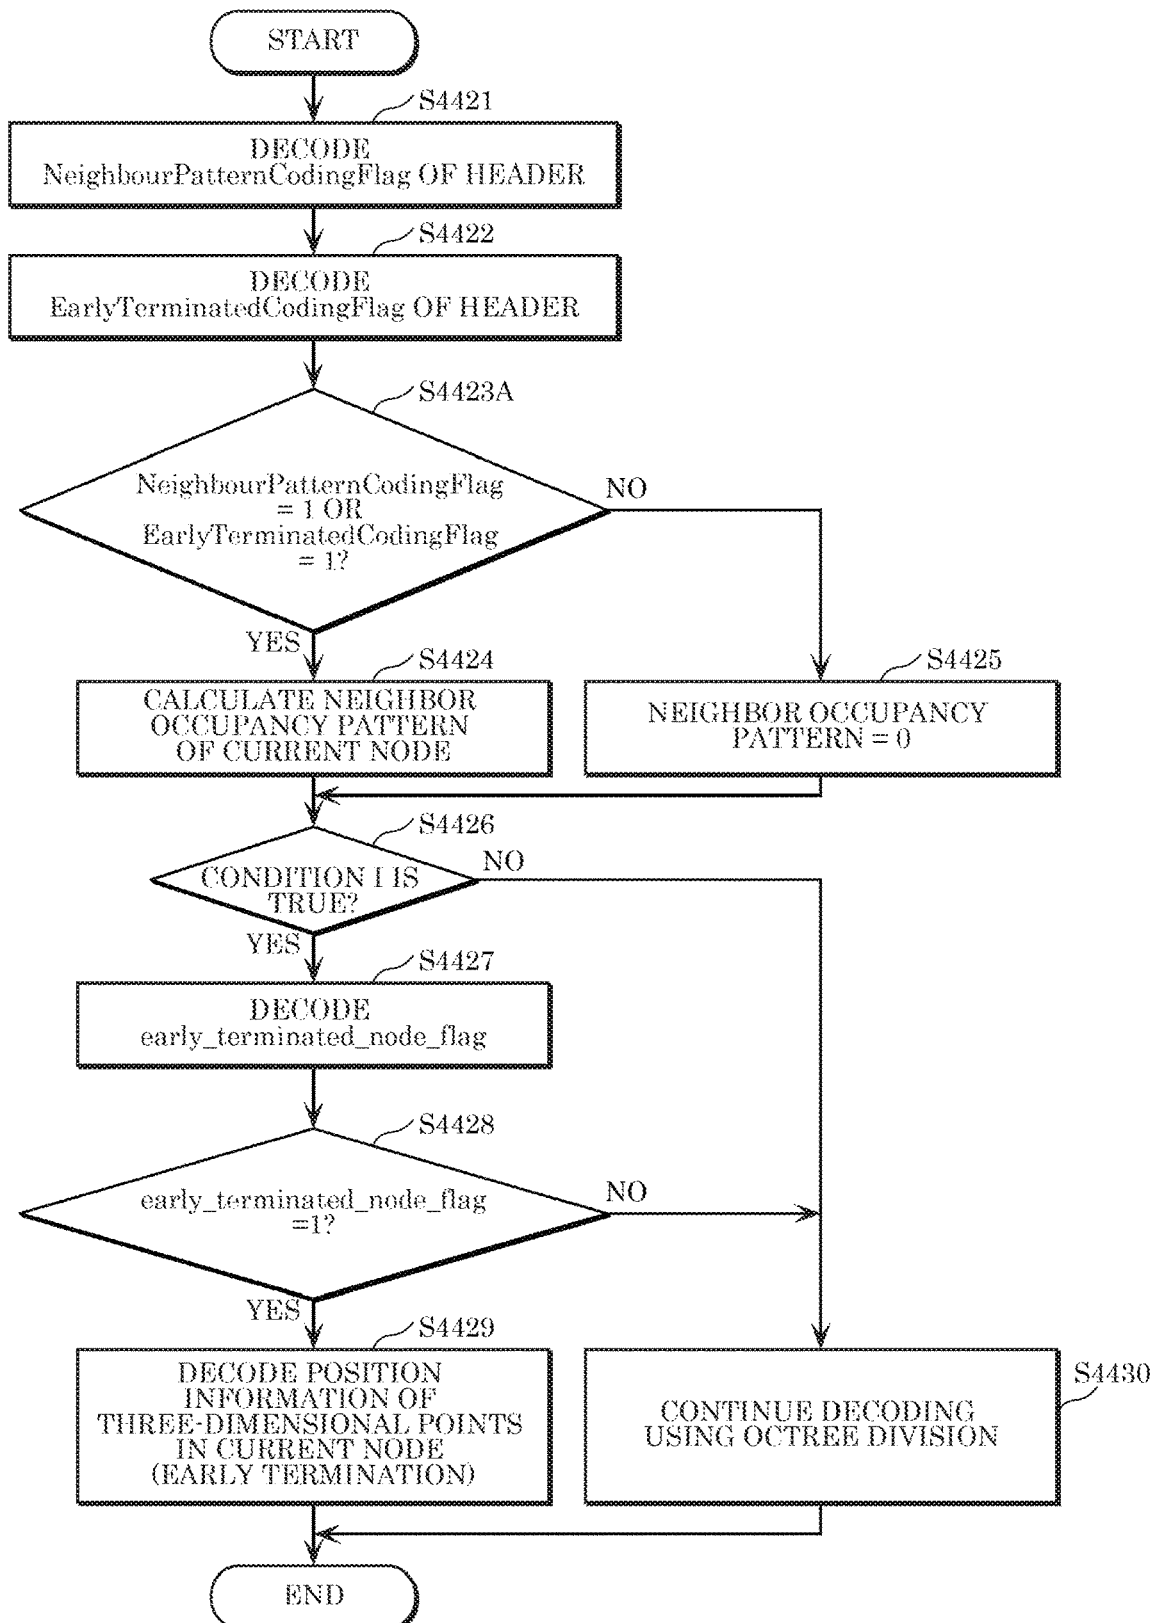 START
S4421
DECODE
NeighbourPatternCodingFlag OF HEADER
S4422
DECODE
EarlyTerminatedCodingFlag OF HEADER
S4423A
NeighbourPatternCodingFlag
= 1 OR
EarlyTerminatedCodingFlag
= 1?
NO
YES
S4424
CALCULATE NEIGHBOR
OCCUPANCY PATTERN
OF CURRENT NODE
S4425
NEIGHBOR OCCUPANCY
PATTERN = 0
S4426
CONDITION I IS
TRUE?
NO
YES
S4427
DECODE
early_terminated_node_flag
S4428
early_terminated_node_flag
=1?
NO
YES
S4429
DECODE POSITION
INFORMATION OF
THREE-DIMENSIONAL POINTS
IN CURRENT NODE
(EARLY TERMINATION)
S4430
CONTINUE DECODING
USING OCTREE DIVISION
END